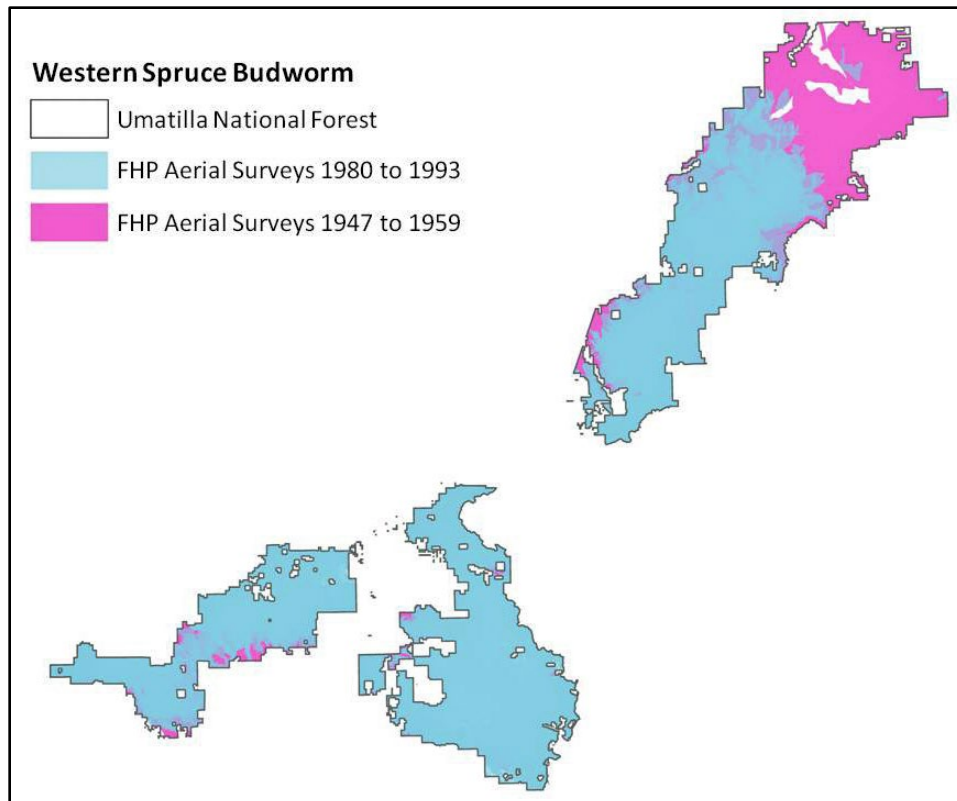 Western Spruce Budworm
Umatilla National Forest
FHP Aerial Surveys 1980 to 1993
FHP Aerial Surveys 1947 to 1959